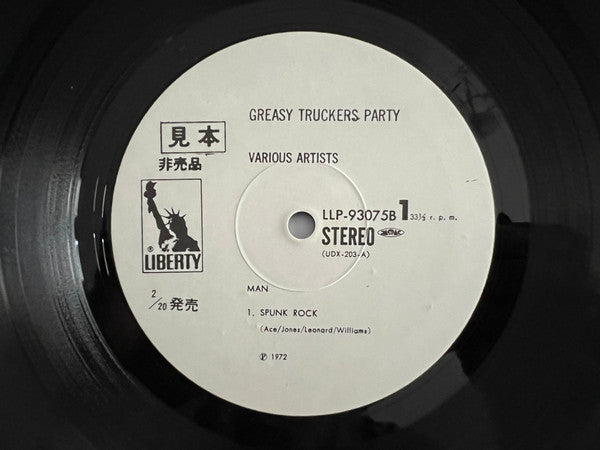 GREASY TRUCKERS PARTY
見本
非売品
VARIOUS ARTISTS
LLP-93075B 1 33⅓ r. p. m.
STEREO
(UDX-203-A)
® LIBERTY
2/20 発売
MAN
1. SPUNK ROCK
(Ace/Jones/Leonard/Williams)
℗ 1972